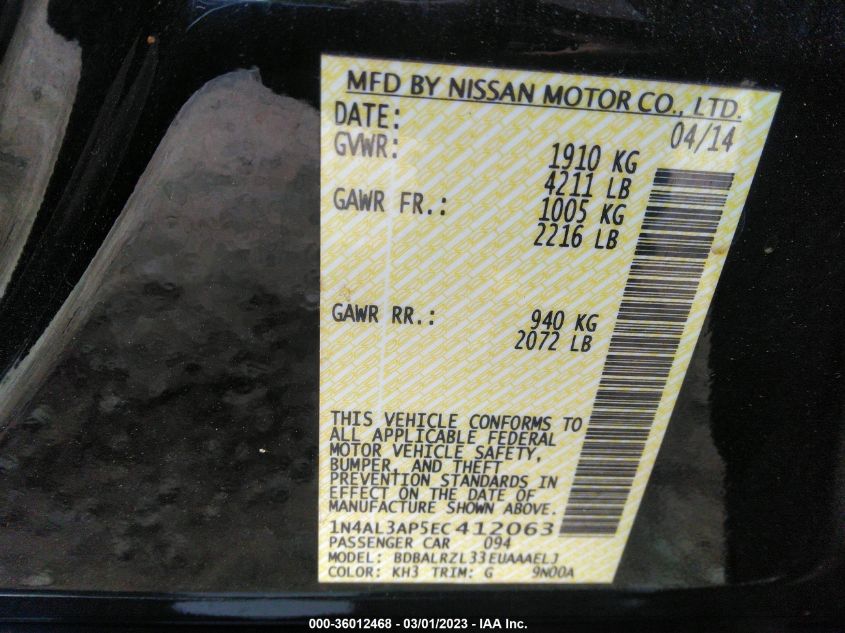 MFD BY NISSAN MOTOR CO., LTD.
DATE: 04/14
GVWR: 1910 KG
4211 LB
GAWR FR.: 1005 KG
2216 LB
GAWR RR.: 940 KG
2072 LB
THIS VEHICLE CONFORMS TO
ALL APPLICABLE FEDERAL
MOTOR VEHICLE SAFETY,
BUMPER, AND THEFT
PREVENTION STANDARDS IN
EFFECT ON THE DATE OF
MANUFACTURE SHOWN ABOVE.
1N4AL3AP5EC412063
PASSENGER CAR 094
MODEL: BDBALRZL33EUAAAELJ
COLOR: KH3 TRIM: G 9N00A
000-36012468 - 03/01/2023 - IAA Inc.